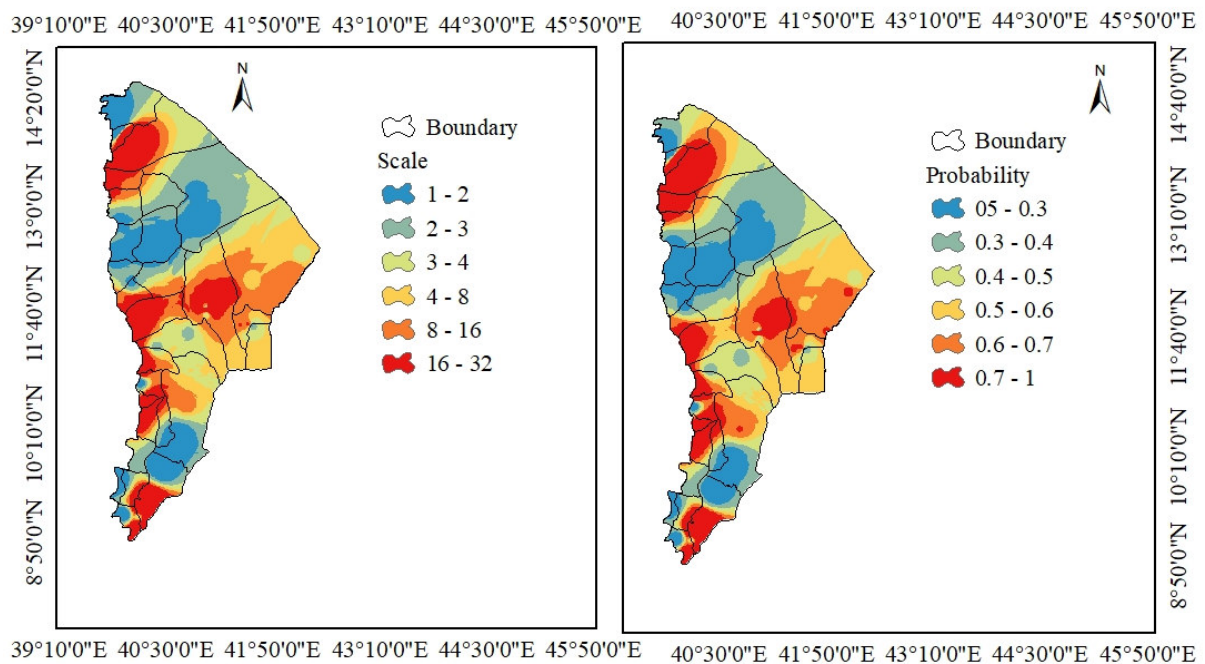 39°10'0"E 40°30'0"E 41°50'0"E 43°10'0"E 44°30'0"E 45°50'0"E
40°30'0"E 41°50'0"E 43°10'0"E 44°30'0"E 45°50'0"E
14°20'0"N
13°0'0"N
11°40'0"N
10°10'0"N
8°50'0"N
N
Boundary
Scale
1 - 2
2 - 3
3 - 4
4 - 8
8 - 16
16 - 32
N
Boundary
Probability
05 - 0.3
0.3 - 0.4
0.4 - 0.5
0.5 - 0.6
0.6 - 0.7
0.7 - 1
14°40'0"N
13°10'0"N
11°40'0"N
10°10'0"N
8°50'0"N
39°10'0"E 40°30'0"E 41°50'0"E 43°10'0"E 44°30'0"E 45°50'0"E
40°30'0"E 41°50'0"E 43°10'0"E 44°30'0"E 45°50'0"E